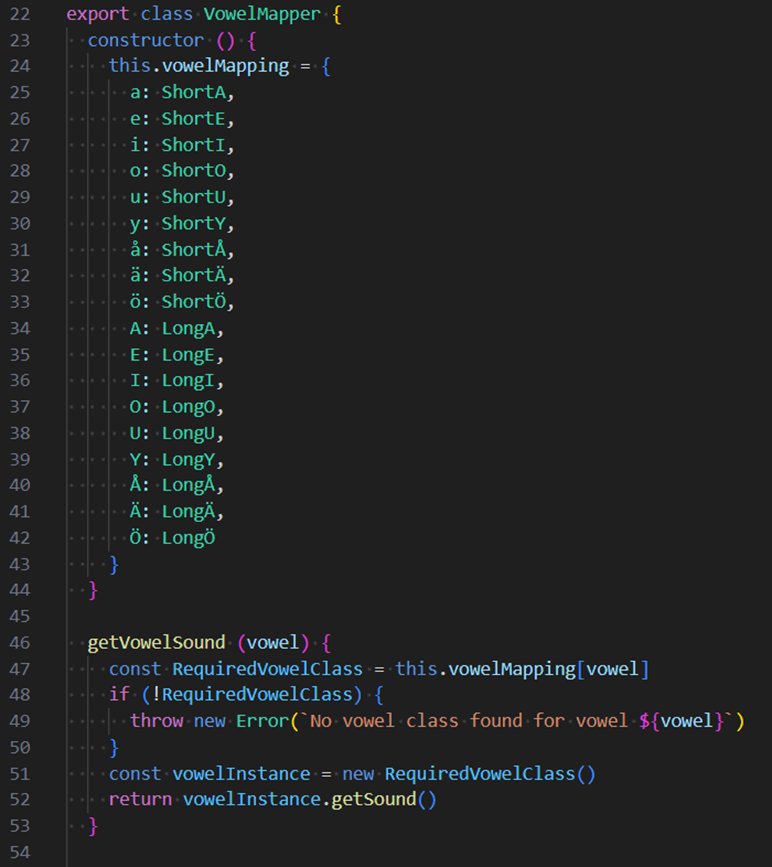 22 export class VowelMapper {
23 constructor () {
24 this.vowelMapping = {
25 a: ShortA,
26 e: ShortE,
27 i: ShortI,
28 o: ShortO,
29 u: ShortU,
30 y: ShortY,
31 å: ShortÅ,
32 ä: ShortÄ,
33 ö: ShortÖ,
34 A: LongA,
35 E: LongE,
36 I: LongI,
37 O: LongO,
38 U: LongU,
39 Y: LongY,
40 Å: LongÅ,
41 Ä: LongÄ,
42 Ö: LongÖ
43 }
44 }
45
46 getVowelSound (vowel) {
47 const RequiredVowelClass = this.vowelMapping[vowel]
48 if (!RequiredVowelClass) {
49 throw new Error(`No vowel class found for vowel ${vowel}`)
50 }
51 const vowelInstance = new RequiredVowelClass()
52 return vowelInstance.getSound()
53 }
54